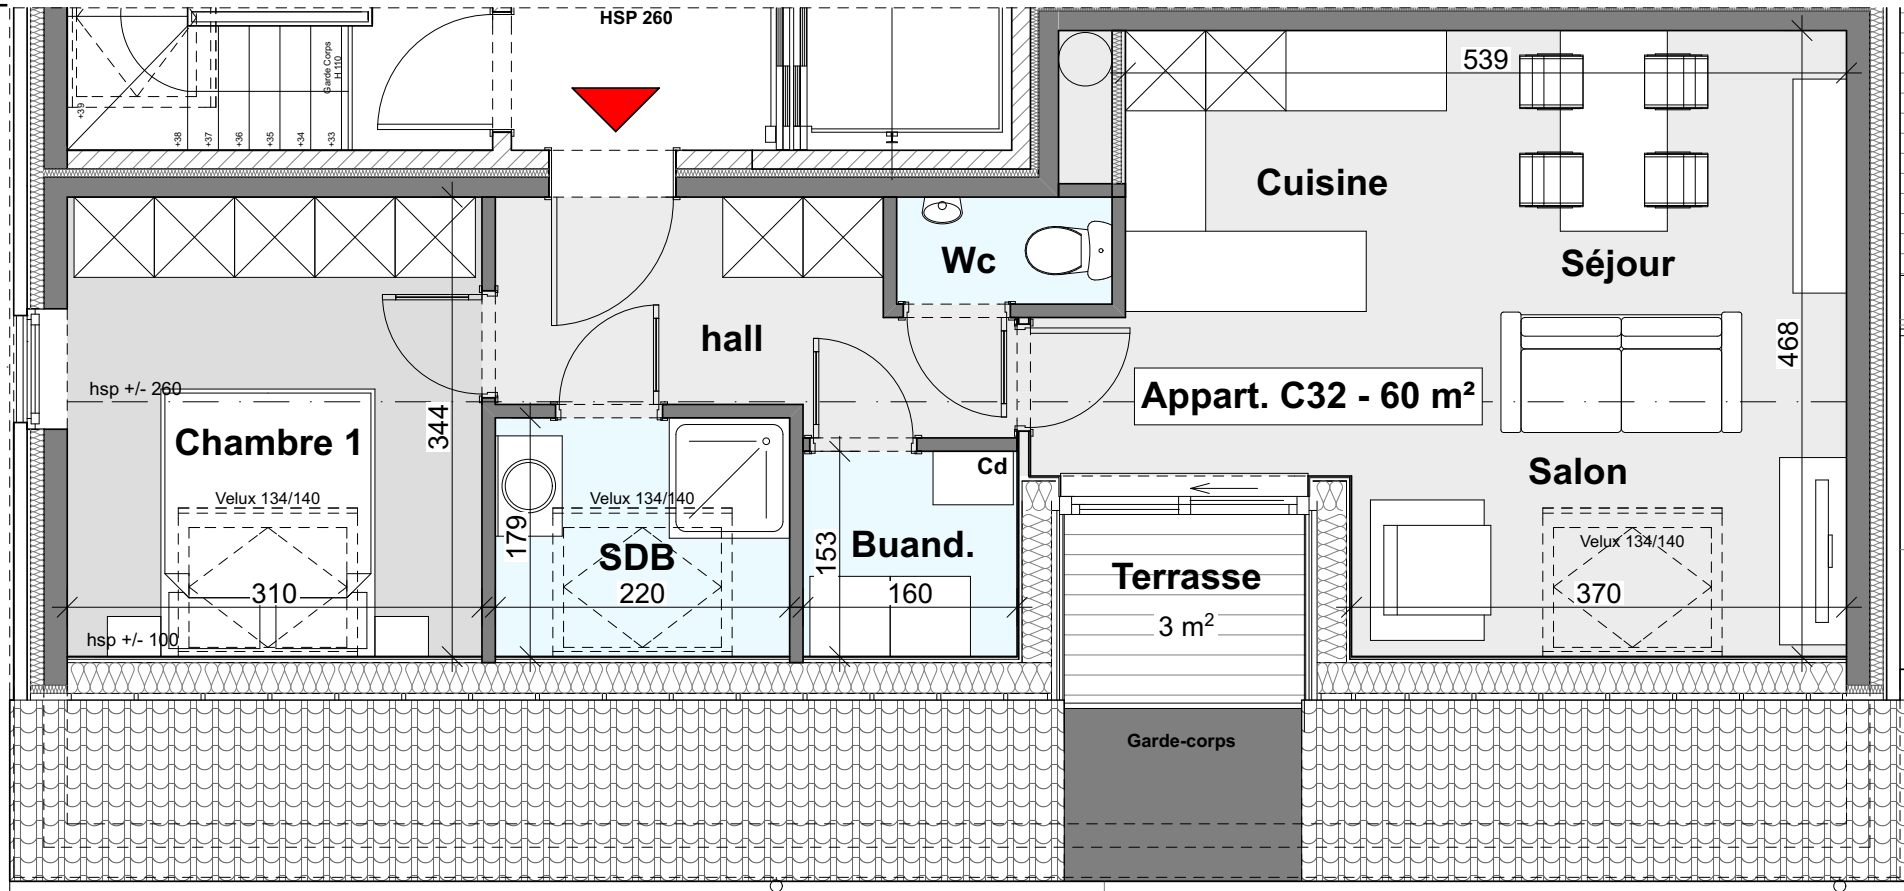 HSP 260
Garde Corps
H 110
+39
+38
+37
+36
+35
+34
+33
539
Cuisine
Wc
Séjour
hall
468
hsp +/- 260
Appart. C32 - 60 m²
344
Chambre 1
Cd
Salon
Velux 134/140
Velux 134/140
179
SDB
153
Buand.
Velux 134/140
Terrasse
310
220
160
370
3 m²
hsp +/- 100
Garde-corps